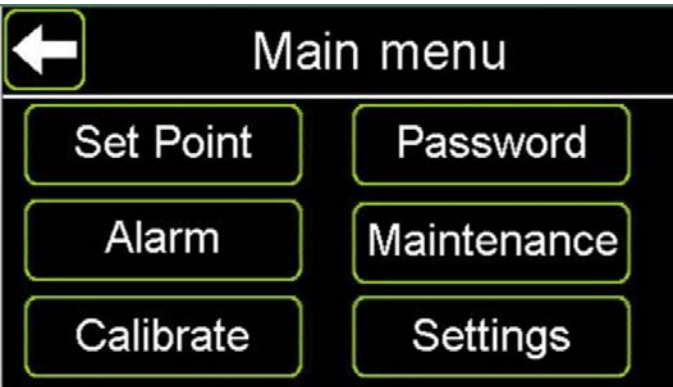 Main menu
Set Point
Password
Alarm
Maintenance
Calibrate
Settings